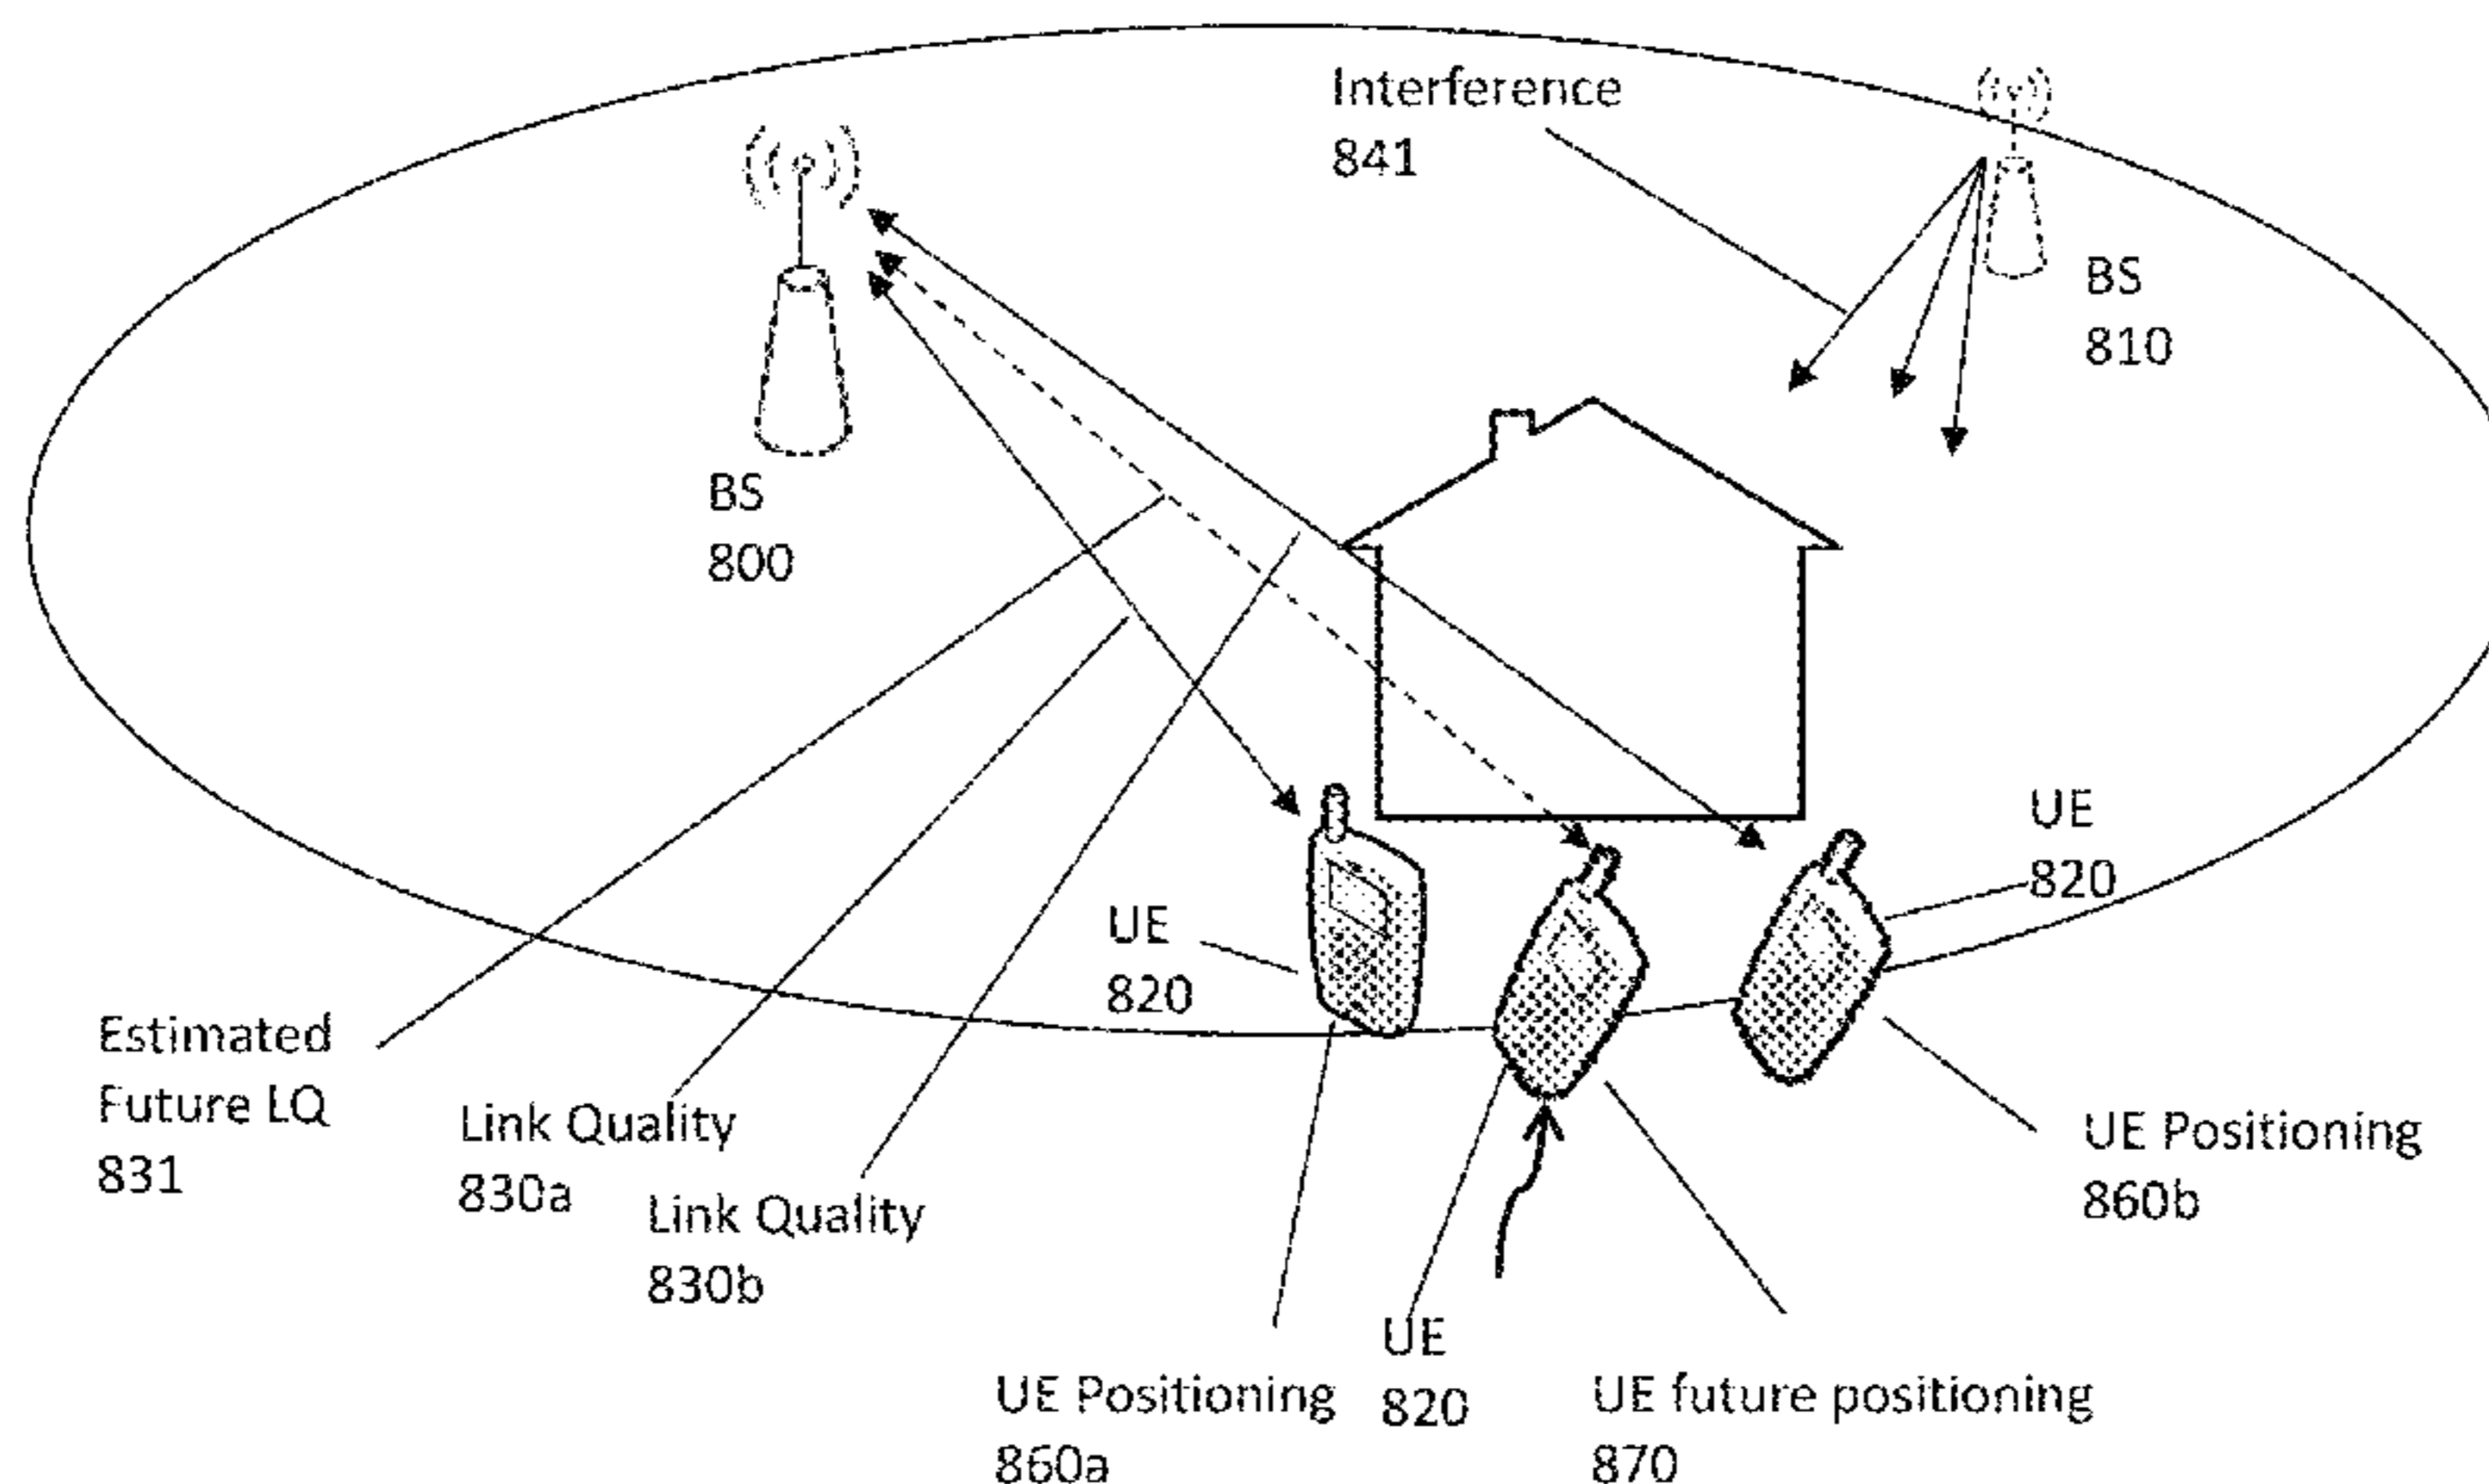 Interference
841
BS
810
BS
800
UE
820
UE
820
Estimated
Future LQ
831
Link Quality
830a
Link Quality
830b
UE Positioning
860b
UE
820
UE Positioning
860a
UE future positioning
870